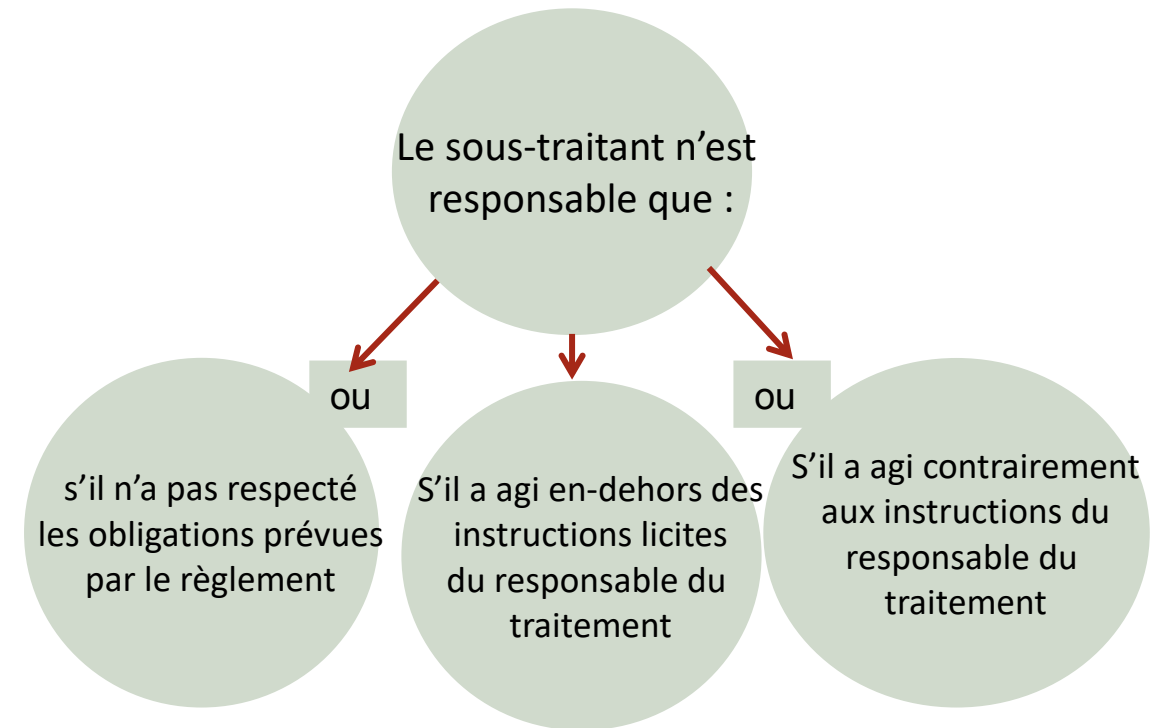 Le sous-traitant n’est
responsable que :
ou
ou
s’il n’a pas respecté
les obligations prévues
par le règlement
S’il a agi en-dehors des
instructions licites
du responsable du
traitement
S’il a agi contrairement
aux instructions du
responsable du
traitement